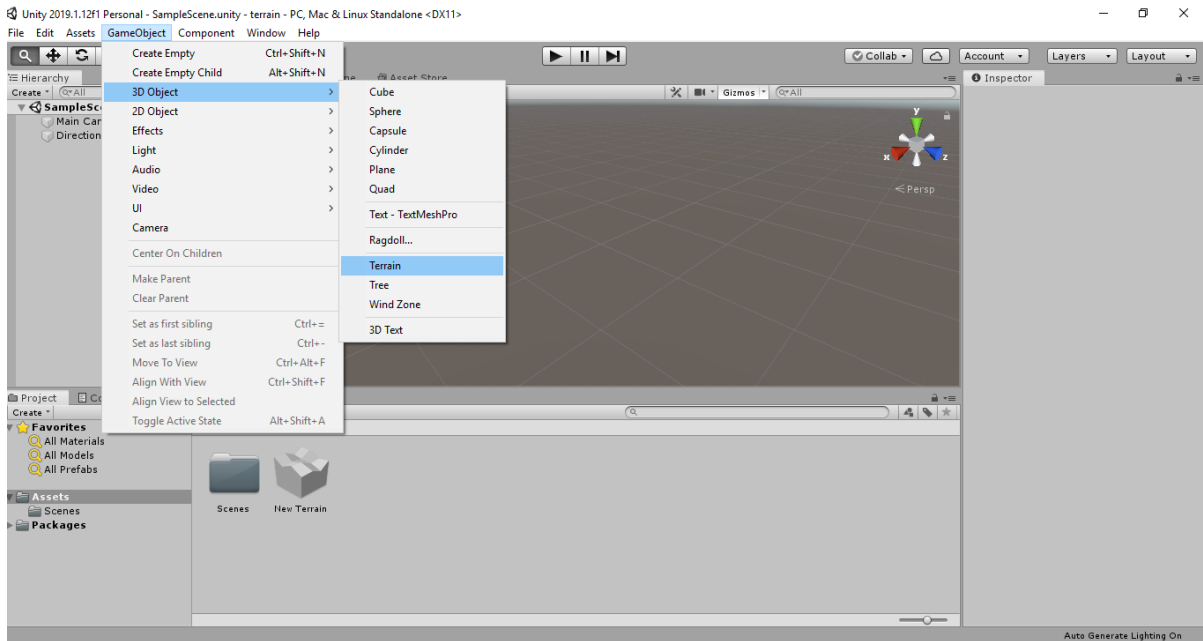 Unity 2019.1.12f1 Personal - SampleScene.unity - terrain - PC, Mac & Linux Standalone <DX11>
File Edit Assets GameObject Component Window Help
Collab Account Layers Layout
Hierarchy
Asset Store
Inspector
Create All
Gizmos All
SampleSc
Main Car
Direction
Create Empty Ctrl+Shift+N
Create Empty Child Alt+Shift+N
3D Object
2D Object
Effects
Light
Audio
Video
UI
Camera
Center On Children
Make Parent
Clear Parent
Set as first sibling Ctrl+=
Set as last sibling Ctrl+-
Move To View Ctrl+Alt+F
Align With View Ctrl+Shift+F
Align View to Selected
Toggle Active State Alt+Shift+A
Cube
Sphere
Capsule
Cylinder
Plane
Quad
Text - TextMeshPro
Ragdoll...
Terrain
Tree
Wind Zone
3D Text
y
x z
Persp
Project
Create
Favorites
All Materials
All Models
All Prefabs
Assets
Scenes
Packages
Scenes New Terrain
Auto Generate Lighting On